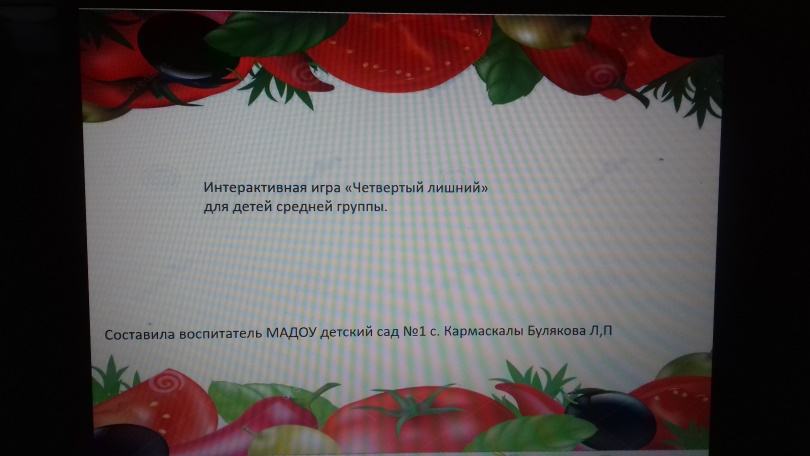 Интерактивная игра «Четвертый лишний»
для детей средней группы.
Составила воспитатель МАДОУ детский сад №1 с. Кармаскалы Булякова Л,П